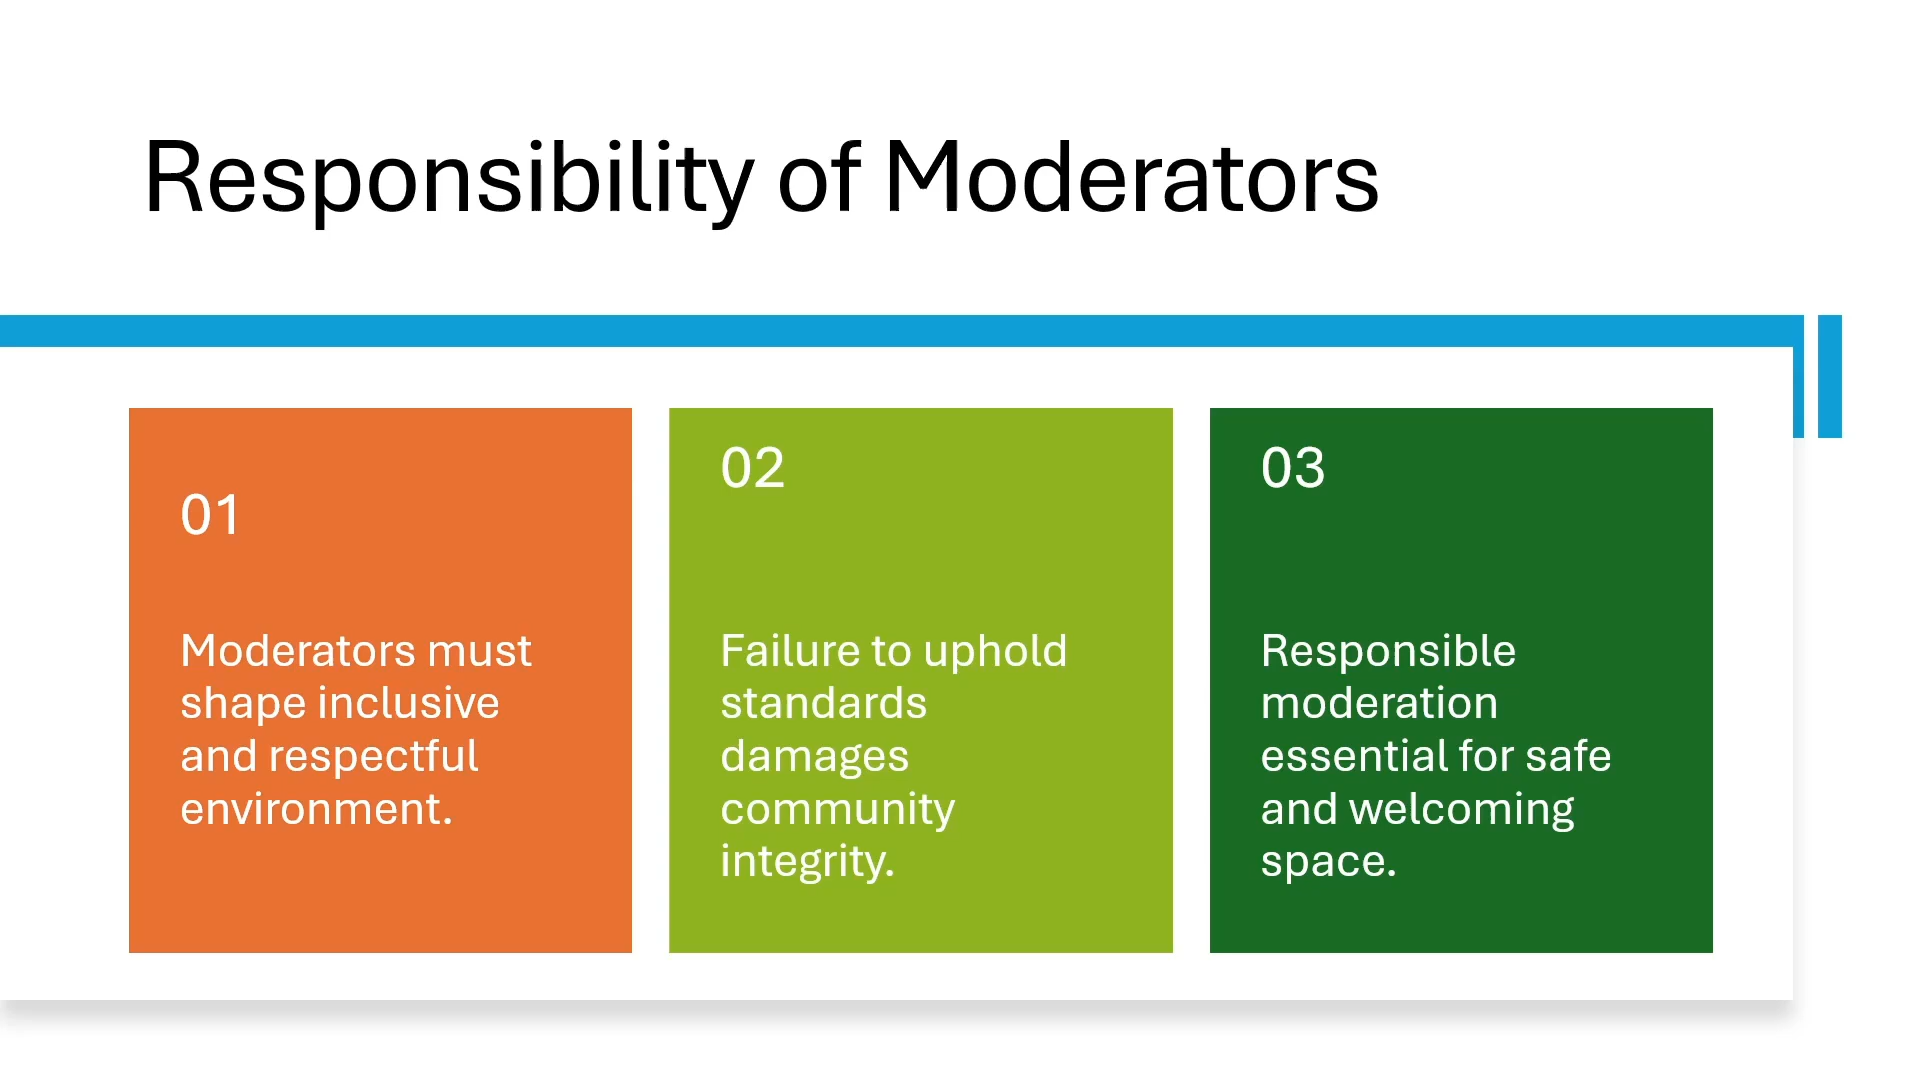 Responsibility of Moderators
01
Moderators must
shape inclusive
and respectful
environment.
02
Failure to uphold
standards
damages
community
integrity.
03
Responsible
moderation
essential for safe
and welcoming
space.